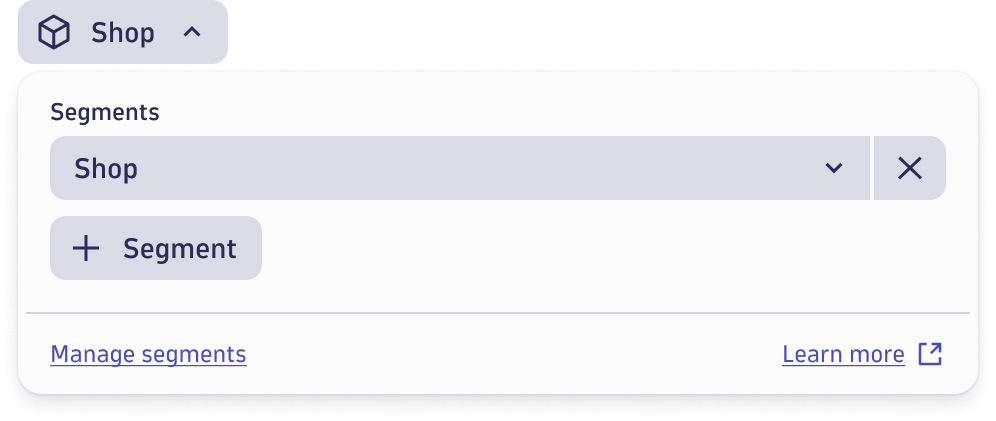 Shop
Segments
Shop
Segment
Manage segments
Learn more